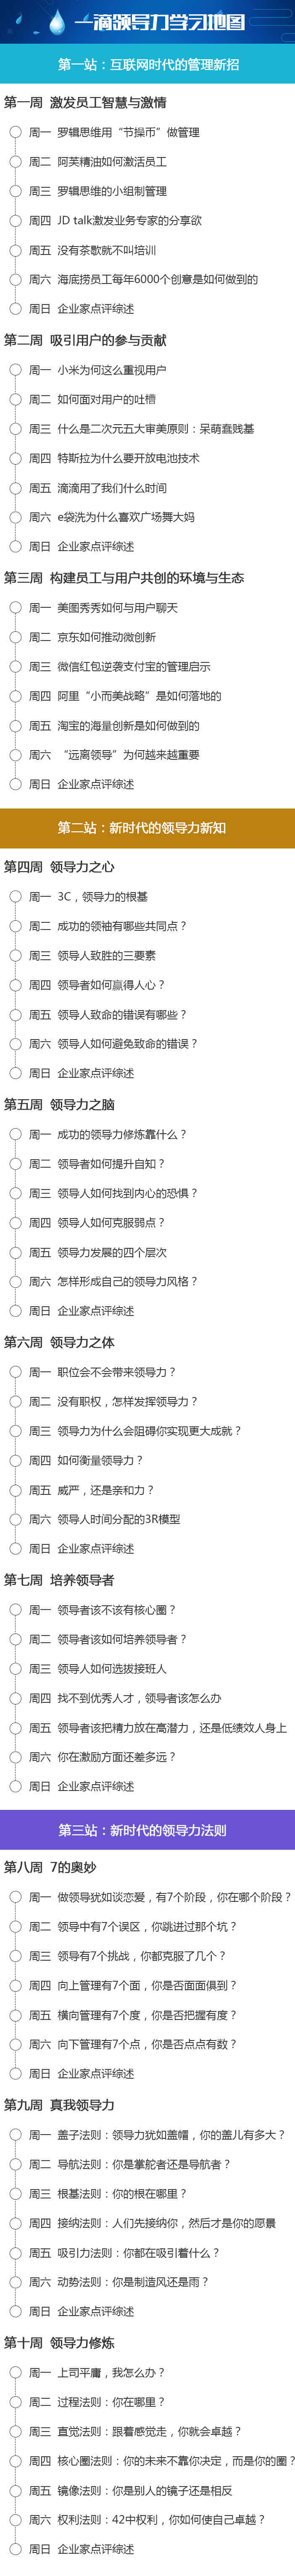 一滴领导力学习地图
第一站：互联网时代的管理新招
第一周 激发员工智慧与激情
周一 罗辑思维用“节操币”做管理
周二 阿芙精油如何激活员工
周三 罗辑思维的小组制管理
周四 JD talk激发业务专家的分享欲
周五 没有茶歇就不叫培训
周六 海底捞员工每年6000个创意是如何做到的
周日 企业家点评综述
第二周 吸引用户的参与贡献
周一 小米为何这么重视用户
周二 如何面对用户的吐槽
周三 什么是二次元五大审美原则：呆萌蠢贱基
周四 特斯拉为什么要开放电池技术
周五 滴滴用了我们什么时间
周六 e袋洗为什么喜欢广场舞大妈
周日 企业家点评综述
第三周 构建员工与用户共创的环境与生态
周一 美图秀秀如何与用户聊天
周二 京东如何推动微创新
周三 微信红包逆袭支付宝的管理启示
周四 阿里“小而美战略”是如何落地的
周五 淘宝的海量创新是如何做到的
周六 “远离领导”为何越来越重要
周日 企业家点评综述
第二站：新时代的领导力新知
第四周 领导力之心
周一 3C，领导力的根基
周二 成功的领袖有哪些共同点？
周三 领导人致胜的三要素
周四 领导者如何赢得人心？
周五 领导人致命的错误有哪些？
周六 领导人如何避免致命的错误？
周日 企业家点评综述
第五周 领导力之脑
周一 成功的领导力修炼靠什么？
周二 领导者如何提升自知？
周三 领导人如何找到内心的恐惧？
周四 领导人如何克服弱点？
周五 领导力发展的四个层次
周六 怎样形成自己的领导力风格？
周日 企业家点评综述
第六周 领导力之体
周一 职位会不会带来领导力？
周二 没有职权，怎样发挥领导力？
周三 领导力为什么会阻碍你实现更大成就？
周四 如何衡量领导力？
周五 威严，还是亲和力？
周六 领导人时间分配的3R模型
周日 企业家点评综述
第七周 培养领导者
周一 领导者该不该有核心圈？
周二 领导者该如何培养领导者？
周三 领导人如何选拔接班人
周四 找不到优秀人才，领导者该怎么办
周五 领导者该把精力放在高潜力，还是低绩效人身上
周六 你在激励方面还差多远？
周日 企业家点评综述
第三站：新时代的领导力法则
第八周 7的奥妙
周一 做领导犹如谈恋爱，有7个阶段，你在哪个阶段？
周二 领导中有7个误区，你跳进过那个坑？
周三 领导有7个挑战，你都克服了几个？
周四 向上管理有7个面，你是否面面俱到？
周五 横向管理有7个度，你是否把握有度？
周六 向下管理有7个点，你是否点点有数？
周日 企业家点评综述
第九周 真我领导力
周一 盖子法则：领导力犹如盖帽，你的盖儿有多大？
周二 导航法则：你是掌舵者还是导航者？
周三 根基法则：你的根在哪里？
周四 接纳法则：人们先接纳你，然后才是你的愿景
周五 吸引力法则：你都在吸引着什么？
周六 动势法则：你是制造风还是雨？
周日 企业家点评综述
第十周 领导力修炼
周一 上司平庸，我怎么办？
周二 过程法则：你在哪里？
周三 直觉法则：跟着感觉走，你就会卓越？
周四 核心圈法则：你的未来不靠你决定，而是你的圈？
周五 镜像法则：你是别人的镜子还是相反
周六 权利法则：42中权利，你如何使自己卓越？
周日 企业家点评综述